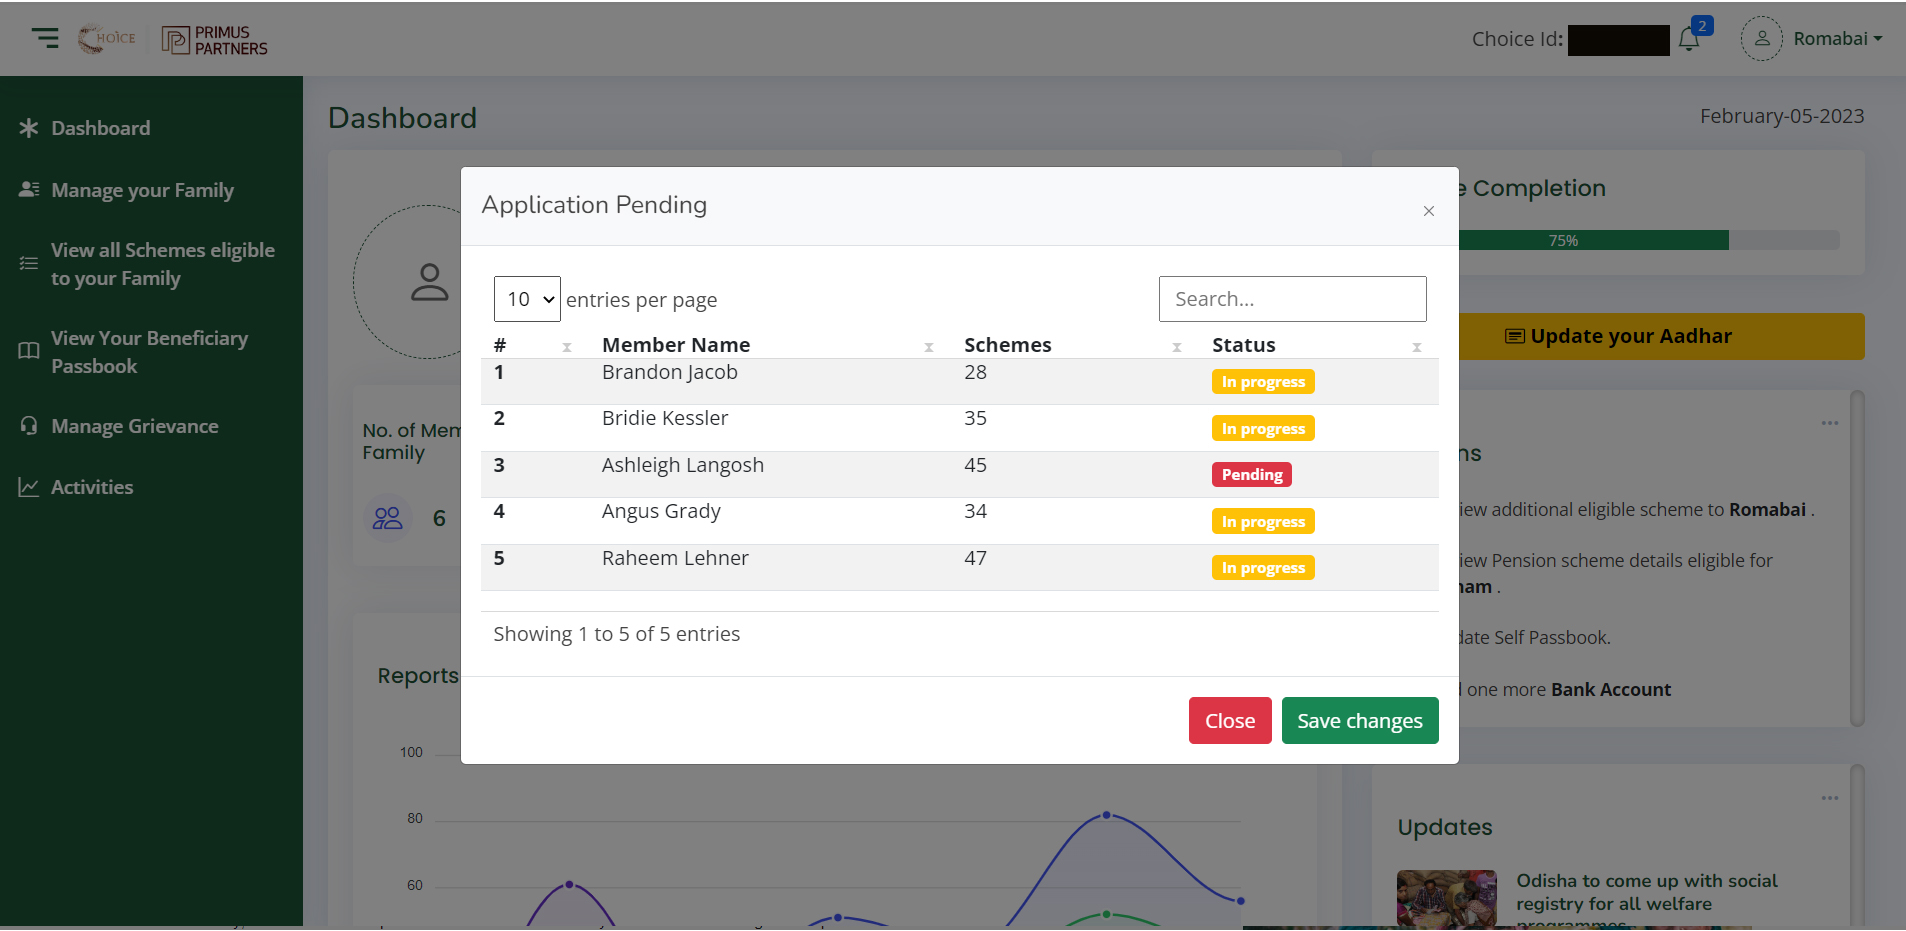 CHOICE
PRIMUS
PARTNERS
Choice Id:
2
Romabai
Dashboard
Manage your Family
View all Schemes eligible
to your Family
View Your Beneficiary
Passbook
Manage Grievance
Activities
Dashboard
February-05-2023
Application Pending
×
10 entries per page
Search...
# Member Name Schemes Status
1 Brandon Jacob 28 In progress
2 Bridie Kessler 35 In progress
3 Ashleigh Langosh 45 Pending
4 Angus Grady 34 In progress
5 Raheem Lehner 47 In progress
Showing 1 to 5 of 5 entries
Close Save changes
No. of Mem
Family
6
Reports
100
80
60
Completion
75%
Update your Aadhar
additional eligible scheme to Romabai .
Pension scheme details eligible for
.
Self Passbook.
one more Bank Account
Updates
Odisha to come up with social
registry for all welfare
programmes